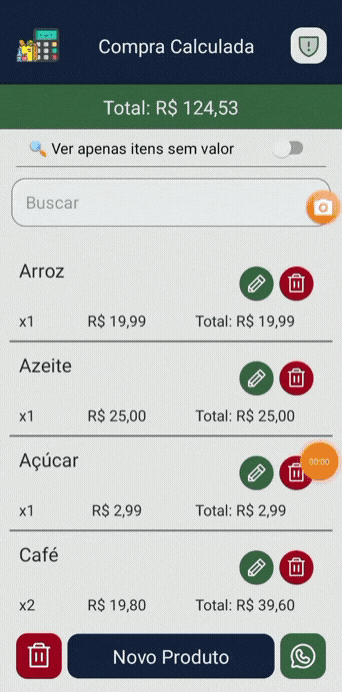 Compra Calculada
Total: R$ 124,53
Ver apenas itens sem valor
Buscar
Arroz
x1 R$ 19,99 Total: R$ 19,99
Azeite
x1 R$ 25,00 Total: R$ 25,00
Açúcar
00:00
x1 R$ 2,99 Total: R$ 2,99
Café
x2 R$ 19,80 Total: R$ 39,60
Novo Produto